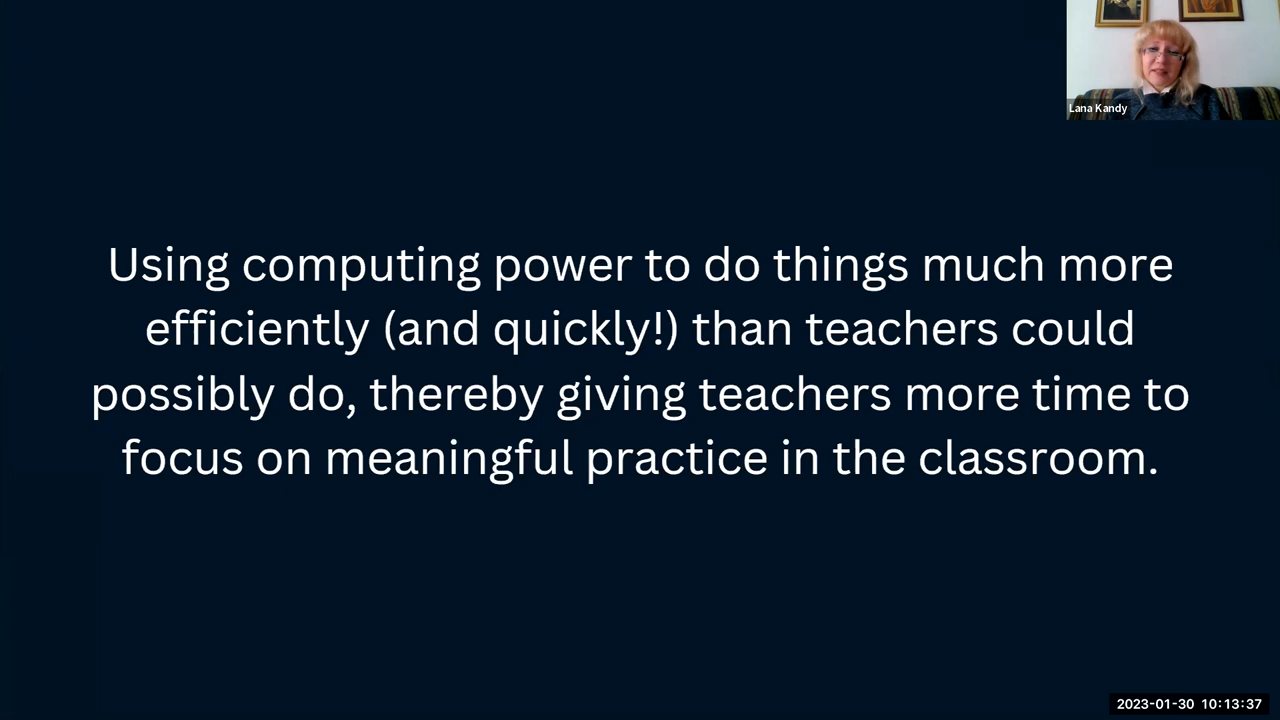 Lana Kandy
Using computing power to do things much more
efficiently (and quickly!) than teachers could
possibly do, thereby giving teachers more time to
focus on meaningful practice in the classroom.
2023-01-30 10:13:37